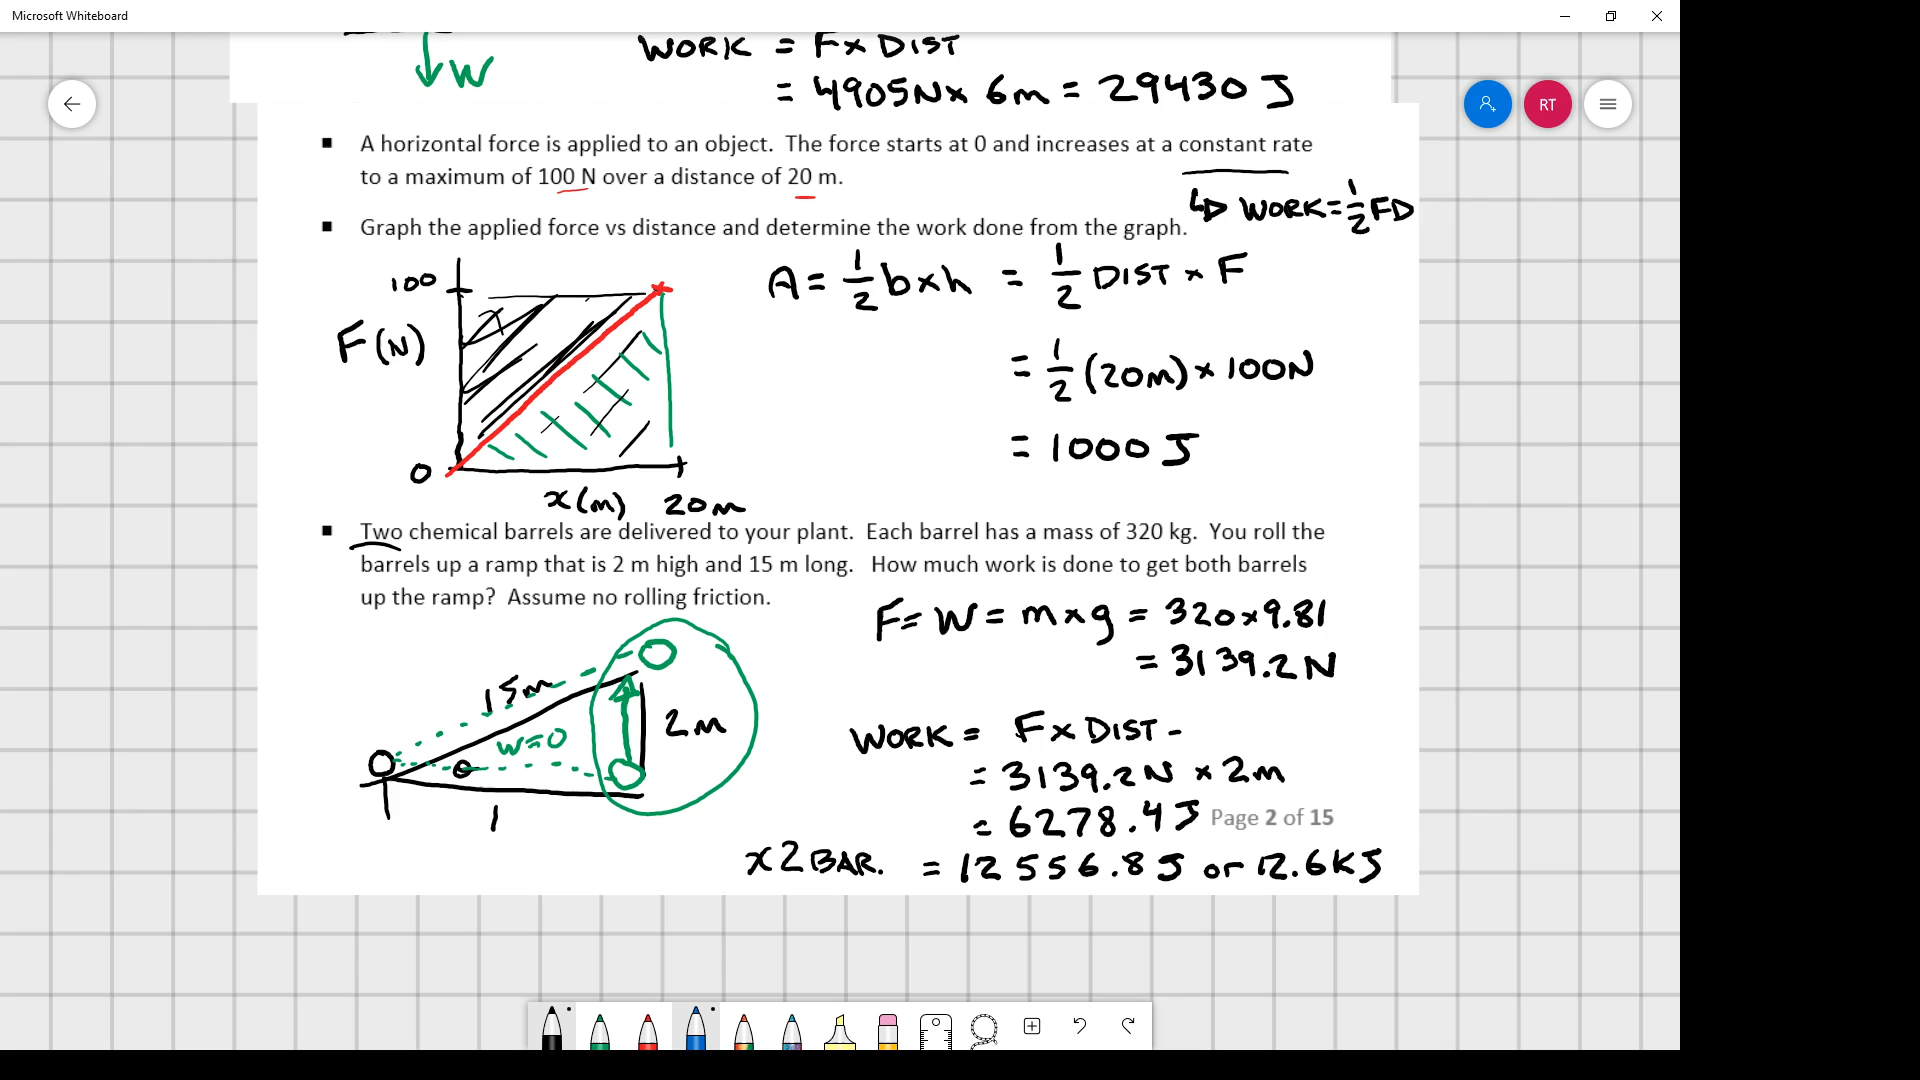 Microsoft Whiteboard
W
WORK = F x DIST
= 4905N x 6m = 29430 J
RT
▪ A horizontal force is applied to an object. The force starts at 0 and increases at a constant rate
to a maximum of 100 N over a distance of 20 m.
↳ WORK = 1/2 FD
▪ Graph the applied force vs distance and determine the work done from the graph.
100
F (N)
0
x(m) 20m
A = 1/2 b x h = 1/2 DIST x F
= 1/2 (20m) x 100N
= 1000 J
▪ Two chemical barrels are delivered to your plant. Each barrel has a mass of 320 kg. You roll the
barrels up a ramp that is 2 m high and 15 m long. How much work is done to get both barrels
up the ramp? Assume no rolling friction.
F = W = m x g = 320 x 9.81
= 3139.2 N
15m
w=0
2m
WORK = F x DIST -
= 3139.2 N x 2m
= 6278.4 J
Page 2 of 15
x 2 BAR. = 12 556.8 J or 12.6 KJ